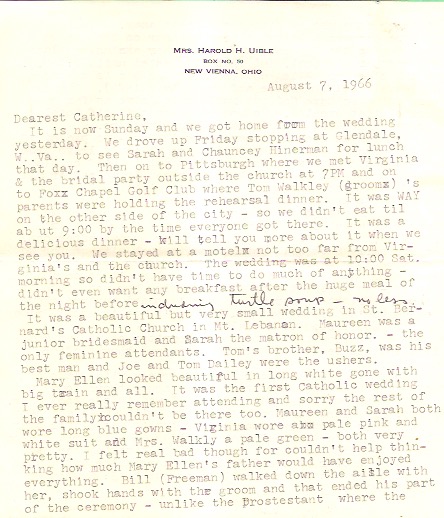 MRS. HAROLD H. UIBLE
BOX NO. 50
NEW VIENNA, OHIO
August 7, 1966
Dearest Catherine,
It is now Sunday and we got home from the wedding
yesterday. We drove up Friday stopping at Glendale,
W..Va.. to see Sarah and Chauncey Hinerman for lunch
that day. Then on to Pittsburgh where we met Virginia
& the bridal party outside the church at 7PM and on
to Foxx Chapel Golf Club where Tom Walkley (groomx) 's
parents were holding the rehearsal dinner. It was WAY
on the other side of the city - so we didn't eat til
ab ut 9:00 by the time everyone got there. It was a
delicious dinner - kill tell you more about it when we
see you. We stayed at a motelx not too far from Vir-
ginia's and the church. The wedding was at 10:00 Sat.
morning so didn't have time to do much of anything -
didn't even want any breakfast after the huge meal of
the night before including turtle soup - no less.
It was a beautiful but very small wedding in St. Ber-
nard's Catholic Church in Mt. Lebanon. Maureen was a
junior bridesmaid and Sarah the matron of honor. - the
only feminine attendants. Tom's brother, Buzz, was his
best man and Joe and Tom Dailey were the ushers.
Mary Ellen looked beautiful in long white gone with
big train and all. It was the first Catholic wedding
I ever really remember attending and sorry the rest of
the familyxcouldn't be there too. Maureen and Sarah both
wore long blue gowns - Virginia wore a pale pink and
white suit and Mrs. Walkly a pale green - both very
pretty. I felt real bad though for couldn't help thin-
king how much Mary Ellen's father would have enjoyed
everything. Bill (Freeman) walked down the aisle with
her, shook hands with the groom and that ended his part
of the ceremony - unlike the Prostestant where the